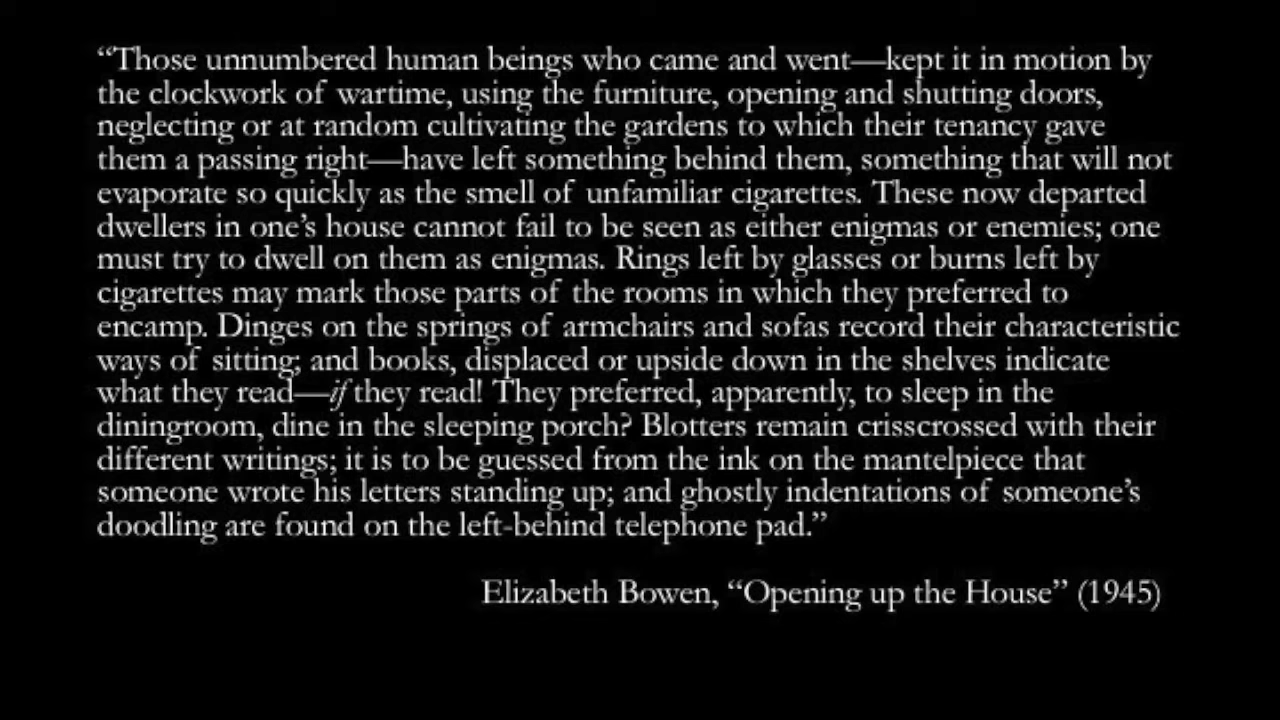 “Those unnumbered human beings who came and went—kept it in motion by
the clockwork of wartime, using the furniture, opening and shutting doors,
neglecting or at random cultivating the gardens to which their tenancy gave
them a passing right—have left something behind them, something that will not
evaporate so quickly as the smell of unfamiliar cigarettes. These now departed
dwellers in one’s house cannot fail to be seen as either enigmas or enemies; one
must try to dwell on them as enigmas. Rings left by glasses or burns left by
cigarettes may mark those parts of the rooms in which they preferred to
encamp. Dinges on the springs of armchairs and sofas record their characteristic
ways of sitting; and books, displaced or upside down in the shelves indicate
what they read—if they read! They preferred, apparently, to sleep in the
diningroom, dine in the sleeping porch? Blotters remain crisscrossed with their
different writings; it is to be guessed from the ink on the mantelpiece that
someone wrote his letters standing up; and ghostly indentations of someone’s
doodling are found on the left-behind telephone pad.”
Elizabeth Bowen, “Opening up the House” (1945)